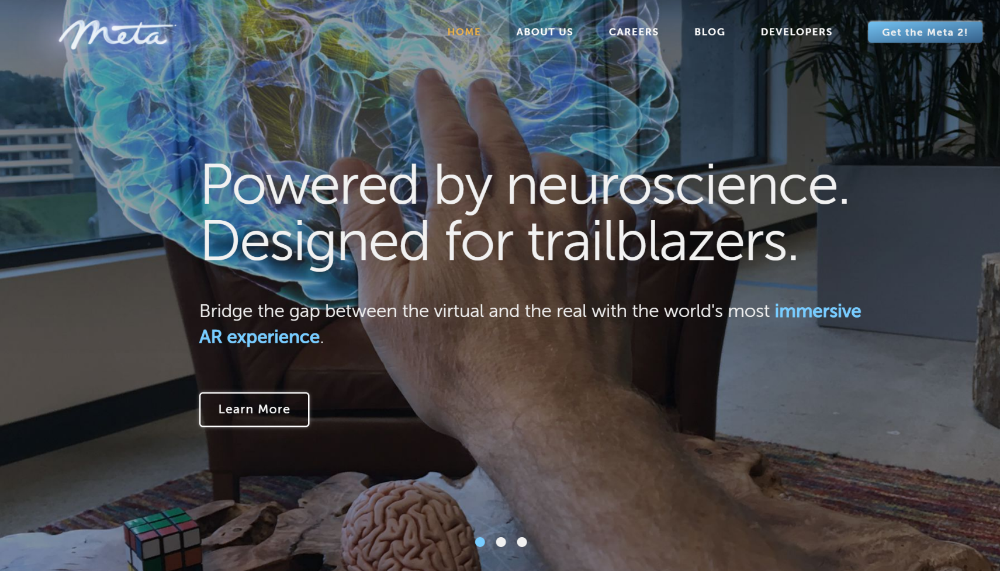 Meta
HOME
ABOUT US
CAREERS
BLOG
DEVELOPERS
Get the Meta 2!
Powered by neuroscience.
Designed for trailblazers.
Bridge the gap between the virtual and the real with the world's most immersive
AR experience.
Learn More